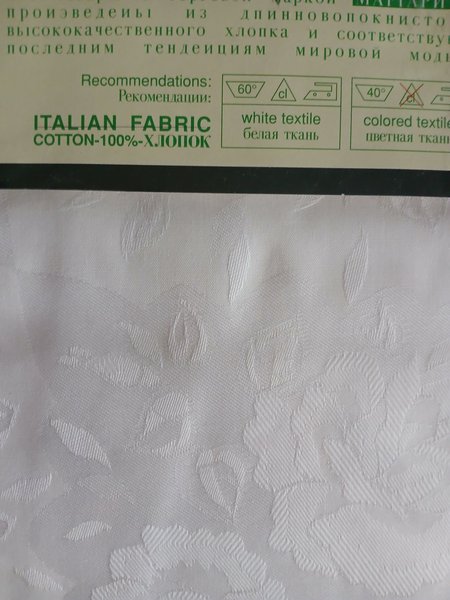 произведены из длинноволокнисто
высококачественного хлопка и соответству
последним тенденциям мировой мод
Recommendations:
Рекомендации:
60° cl
40° cl
white textile
белая ткань
colored textile
цветная ткань
ITALIAN FABRIC
COTTON-100%-ХЛОПОК